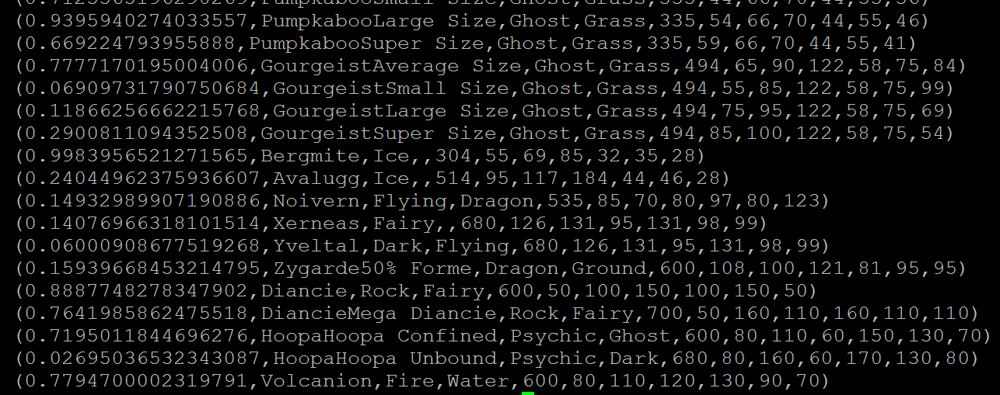 (0.9395940274033557,PumpkabooLarge Size,Ghost,Grass,335,54,66,70,44,55,46)
(0.669224793955888,PumpkabooSuper Size,Ghost,Grass,335,59,66,70,44,55,41)
(0.7777170195004006,GourgeistAverage Size,Ghost,Grass,494,65,90,122,58,75,84)
(0.06909731790750684,GourgeistSmall Size,Ghost,Grass,494,55,85,122,58,75,99)
(0.11866256662215768,GourgeistLarge Size,Ghost,Grass,494,75,95,122,58,75,69)
(0.2900811094352508,GourgeistSuper Size,Ghost,Grass,494,85,100,122,58,75,54)
(0.9983956521271565,Bergmite,Ice,,304,55,69,85,32,35,28)
(0.24044962375936607,Avalugg,Ice,,514,95,117,184,44,46,28)
(0.14932989907190886,Noivern,Flying,Dragon,535,85,70,80,97,80,123)
(0.14076966318101514,Xerneas,Fairy,,680,126,131,95,131,98,99)
(0.06000908677519268,Yveltal,Dark,Flying,680,126,131,95,131,98,99)
(0.15939668453214795,Zygarde50% Forme,Dragon,Ground,600,108,100,121,81,95,95)
(0.8887748278347902,Diancie,Rock,Fairy,600,50,100,150,100,150,50)
(0.7641985862475518,DiancieMega Diancie,Rock,Fairy,700,50,160,110,160,110,110)
(0.7195011844696276,HoopaHoopa Confined,Psychic,Ghost,600,80,110,60,150,130,70)
(0.02695036532343087,HoopaHoopa Unbound,Psychic,Dark,680,80,160,60,170,130,80)
(0.7794700002319791,Volcanion,Fire,Water,600,80,110,120,130,90,70)